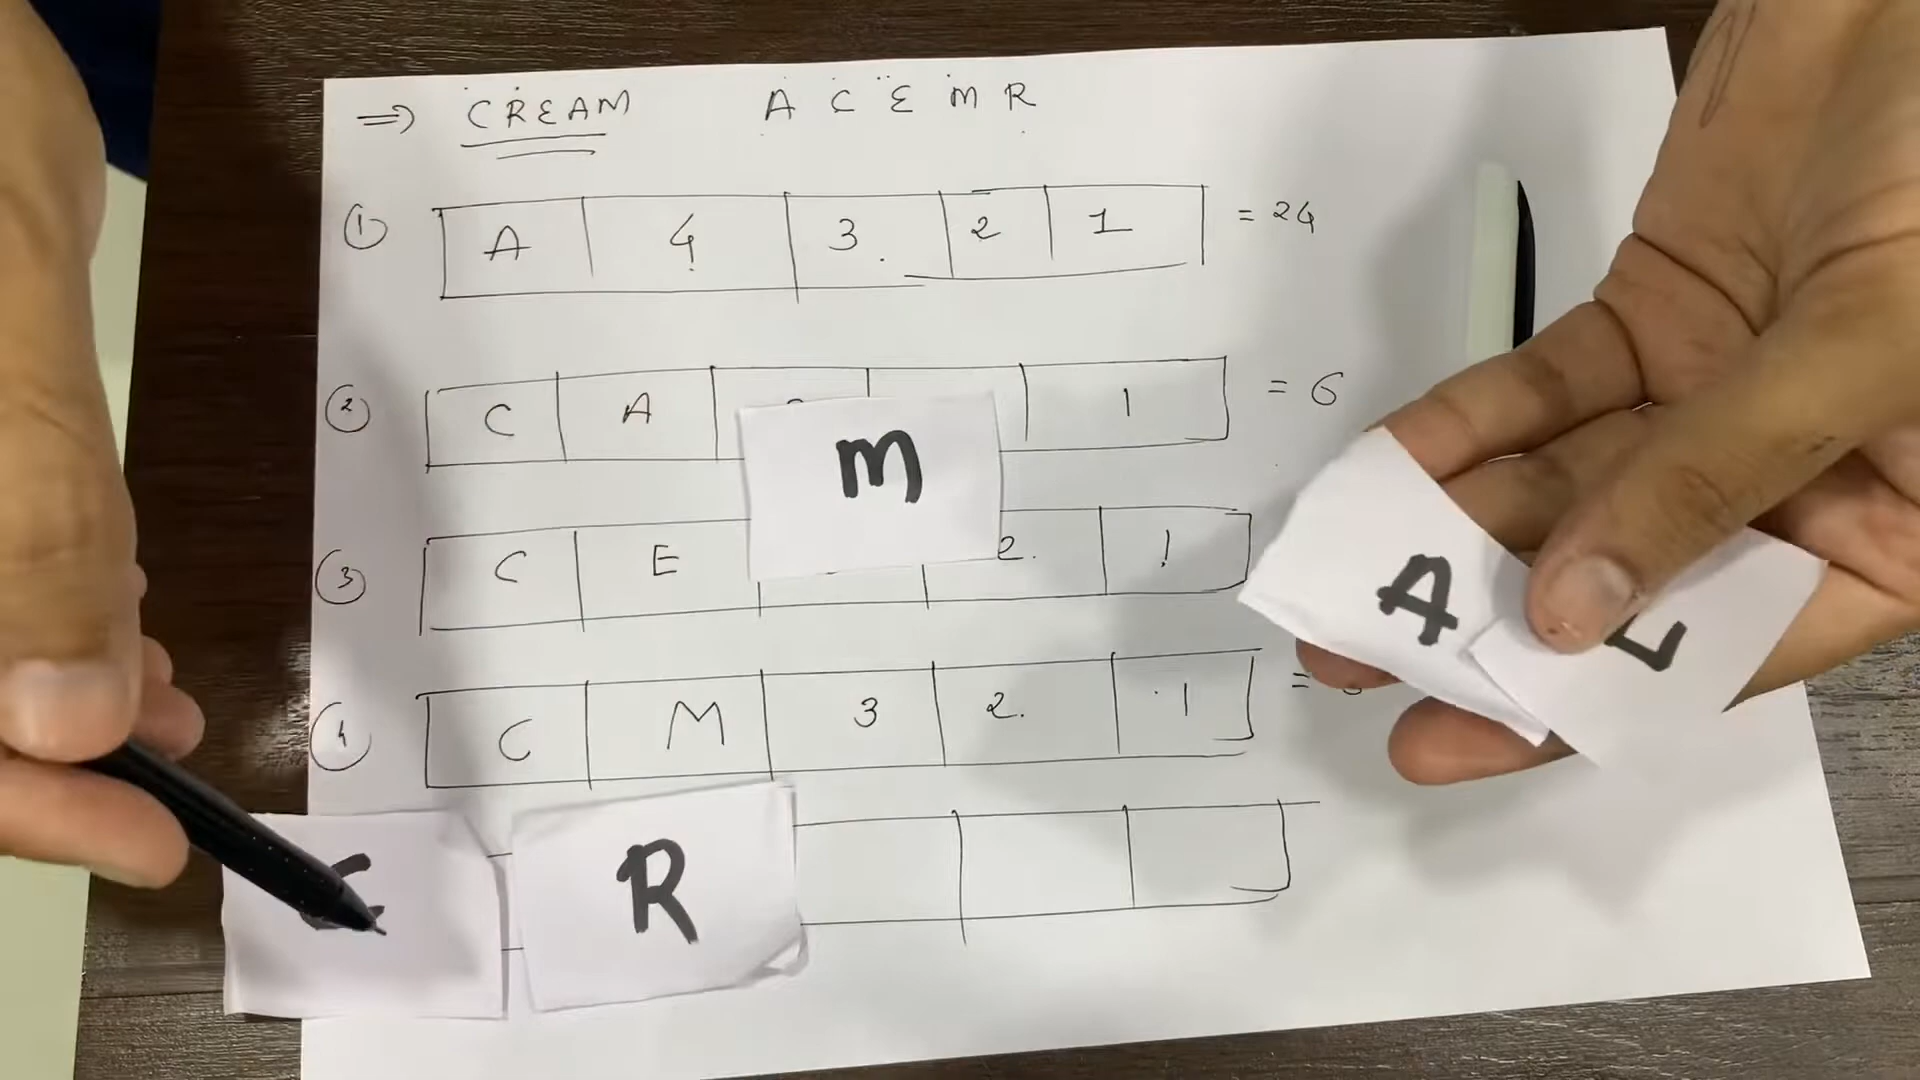 ⇒ CREAM A C E M R
① A 4 3 2 1 = 24
② C A 1 = 6
m
③ C E 2 1
A
④ C M 3 2 1 =
R